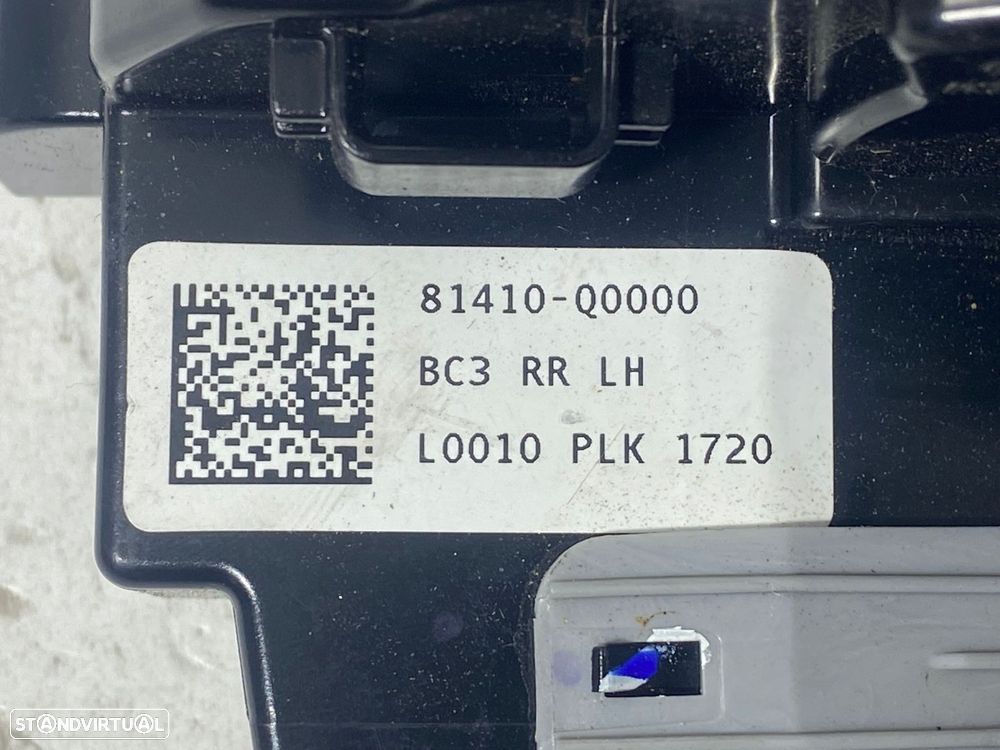 81410-Q0000
BC3 RR LH
L0010 PLK 1720
STANDVIRTUAL